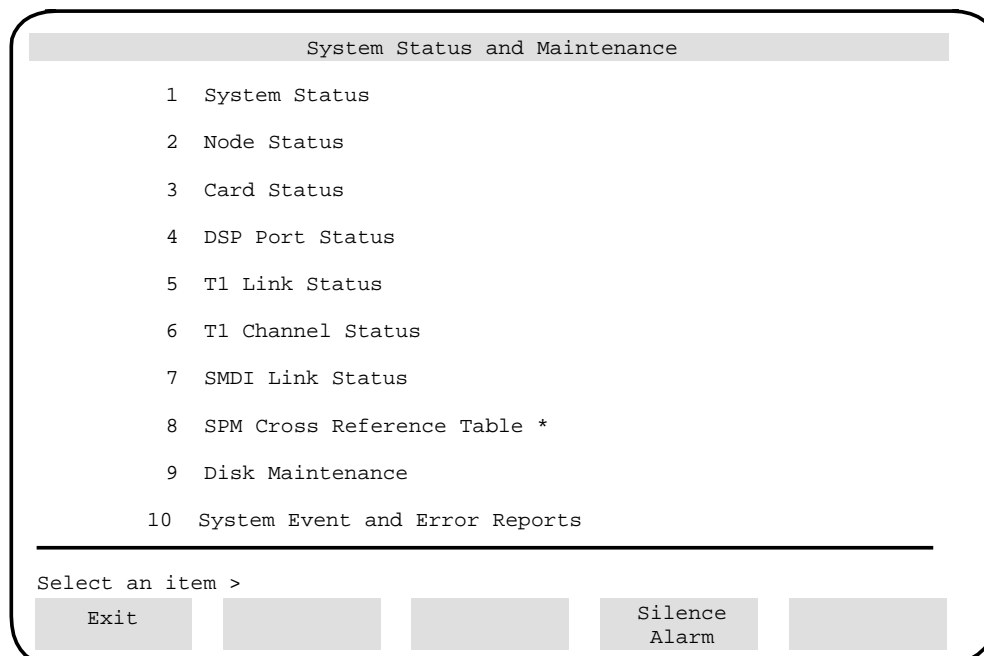 System Status and Maintenance
1 System Status
2 Node Status
3 Card Status
4 DSP Port Status
5 T1 Link Status
6 T1 Channel Status
7 SMDI Link Status
8 SPM Cross Reference Table *
9 Disk Maintenance
10 System Event and Error Reports
Select an item >
Exit
Silence
Alarm